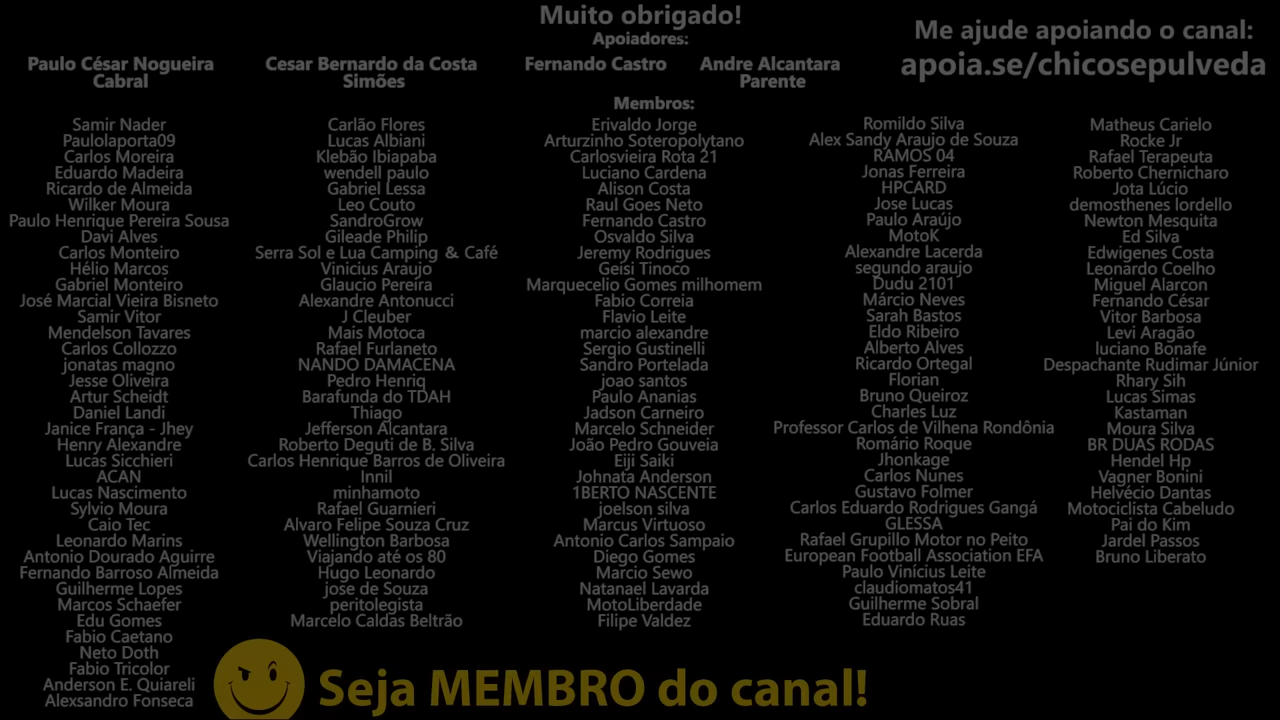 Muito obrigado!
Apoiadores:
Me ajude apoiando o canal:
apoia.se/chicosepulveda
Paulo César Nogueira
Cabral
Cesar Bernardo da Costa
Simões
Fernando Castro
Andre Alcantara
Parente
Membros:
Samir Nader
Paulolaporta09
Carlos Moreira
Eduardo Madeira
Ricardo de Almeida
Wilker Moura
Paulo Henrique Pereira Sousa
Davi Alves
Carlos Monteiro
Hélio Marcos
Gabriel Monteiro
José Marcial Vieira Bisneto
Samir Vitor
Mendelson Tavares
Carlos Collozzo
jonatas magno
Jesse Oliveira
Artur Scheidt
Daniel Landi
Janice França - Jhey
Henry Alexandre
Lucas Sicchieri
ACAN
Lucas Nascimento
Sylvio Moura
Caio Tec
Leonardo Marins
Antonio Dourado Aguirre
Fernando Barroso Almeida
Guilherme Lopes
Marcos Schaefer
Edu Gomes
Fabio Caetano
Neto Doth
Fabio Tricolor
Anderson E. Quiareli
Alexsandro Fonseca
Carlão Flores
Lucas Albiani
Klebão Ibiapaba
wendell paulo
Gabriel Lessa
Leo Couto
SandroGrow
Gileade Philip
Serra Sol e Lua Camping & Café
Vinicius Araujo
Glaucio Pereira
Alexandre Antonucci
J Cleuber
Mais Motoca
Rafael Furlaneto
NANDO DAMACENA
Pedro Henriq
Barafunda do TDAH
Thiago
Jefferson Alcantara
Roberto Deguti de B. Silva
Carlos Henrique Barros de Oliveira
Innil
minhamoto
Rafael Guarnieri
Alvaro Felipe Souza Cruz
Wellington Barbosa
Viajando até os 80
Hugo Leonardo
jose de Souza
peritolegista
Marcelo Caldas Beltrão
Erivaldo Jorge
Arturzinho Soteropolytano
Carlosvieira Rota 21
Luciano Cardena
Alison Costa
Raul Goes Neto
Fernando Castro
Osvaldo Silva
Jeremy Rodrigues
Geisi Tinoco
Marquecelio Gomes milhomem
Fabio Correia
Flavio Leite
marcio alexandre
Sergio Gustinelli
Sandro Portelada
joao santos
Paulo Ananias
Jadson Carneiro
Marcelo Schneider
João Pedro Gouveia
Eiji Saiki
Johnata Anderson
1BERTO NASCENTE
joelson silva
Marcus Virtuoso
Antonio Carlos Sampaio
Diego Gomes
Marcio Sewo
Natanael Lavarda
MotoLiberdade
Filipe Valdez
Romildo Silva
Alex Sandy Araujo de Souza
RAMOS 04
Jonas Ferreira
HPCARD
Jose Lucas
Paulo Araújo
MotoK
Alexandre Lacerda
segundo araujo
Dudu 2101
Márcio Neves
Sarah Bastos
Eldo Ribeiro
Alberto Alves
Ricardo Ortegal
Florian
Bruno Queiroz
Charles Luz
Professor Carlos de Vilhena Rondônia
Romário Roque
Jhonkage
Carlos Nunes
Gustavo Folmer
Carlos Eduardo Rodrigues Gangá
GLESSA
Rafael Grupillo Motor no Peito
European Football Association EFA
Paulo Vinícius Leite
claudiomatos41
Guilherme Sobral
Eduardo Ruas
Matheus Carielo
Rocke Jr
Rafael Terapeuta
Roberto Chernicharo
Jota Lúcio
demosthenes lordello
Newton Mesquita
Ed Silva
Edwigenes Costa
Leonardo Coelho
Miguel Alarcon
Fernando César
Vitor Barbosa
Levi Aragão
luciano Bonafe
Despachante Rudimar Júnior
Rhary Sih
Lucas Simas
Kastaman
Moura Silva
BR DUAS RODAS
Hendel Hp
Vagner Bonini
Helvécio Dantas
Motociclista Cabeludo
Pai do Kim
Jardel Passos
Bruno Liberato
Seja MEMBRO do canal!